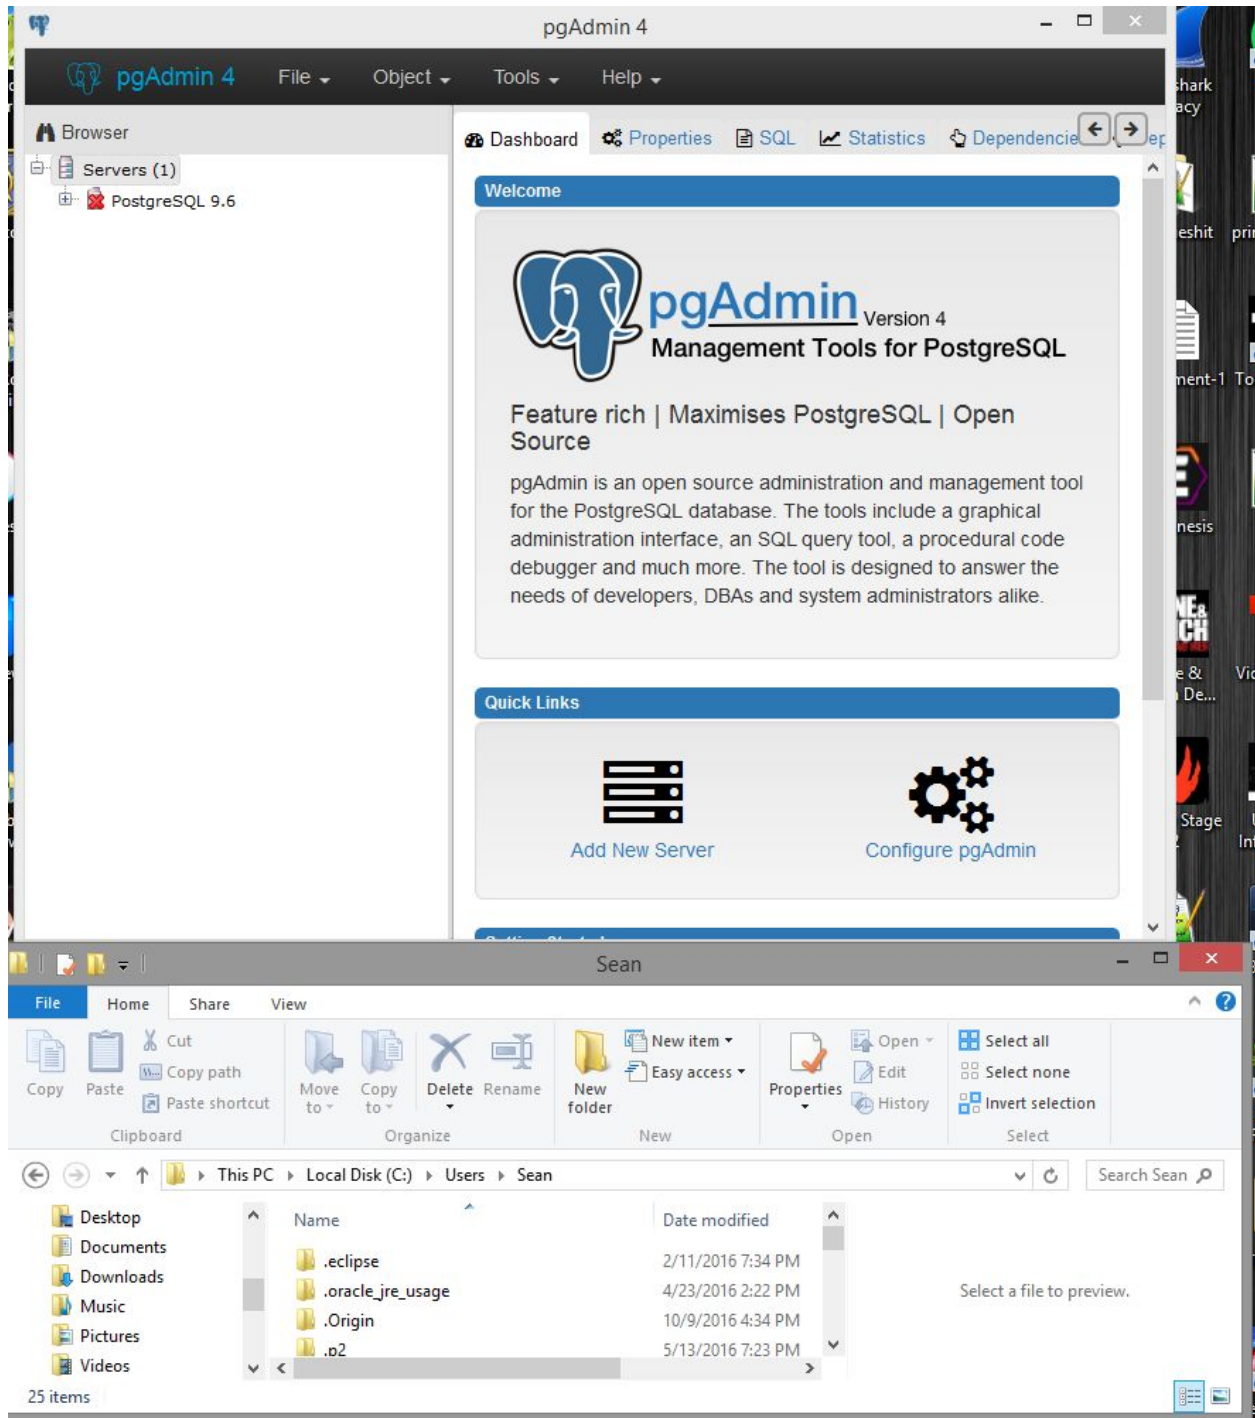 pgAdmin 4
pgAdmin 4 File Object Tools Help
Browser
Servers (1)
PostgreSQL 9.6
Dashboard Properties SQL Statistics
Welcome
pgAdmin Version 4
Management Tools for PostgreSQL
Feature rich | Maximises PostgreSQL | Open
Source
pgAdmin is an open source administration and management tool
for the PostgreSQL database. The tools include a graphical
administration interface, an SQL query tool, a procedural code
debugger and much more. The tool is designed to answer the
needs of developers, DBAs and system administrators alike.
Quick Links
Add New Server Configure pgAdmin
Sean
File Home Share View
Copy
Paste
Cut
Copy path
Paste shortcut
Clipboard
Move
to
Copy
to
Delete
Rename
Organize
New
folder
New item
Easy access
New
Properties
Open
Edit
History
Open
Select all
Select none
Invert selection
Select
This PC Local Disk (C:) Users Sean
Search Sean
Desktop
Documents
Downloads
Music
Pictures
Videos
Name Date modified
.eclipse 2/11/2016 7:34 PM
.oracle_jre_usage 4/23/2016 2:22 PM
.Origin 10/9/2016 4:34 PM
.p2 5/13/2016 7:23 PM
Select a file to preview.
25 items
Stage